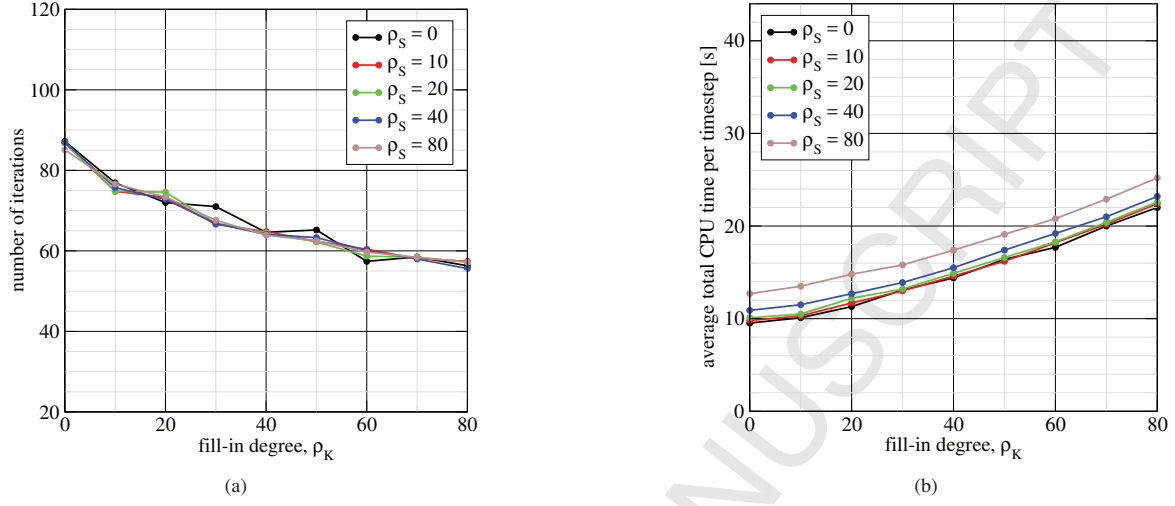 120
100
80
60
40
20
number of iterations
ρS = 0
ρS = 10
ρS = 20
ρS = 40
ρS = 80
0 20 40 60 80
fill-in degree, ρK
(a)
40
30
20
10
0
average total CPU time per timestep [s]
ρS = 0
ρS = 10
ρS = 20
ρS = 40
ρS = 80
0 20 40 60 80
fill-in degree, ρK
(b)
NUSCRIPT